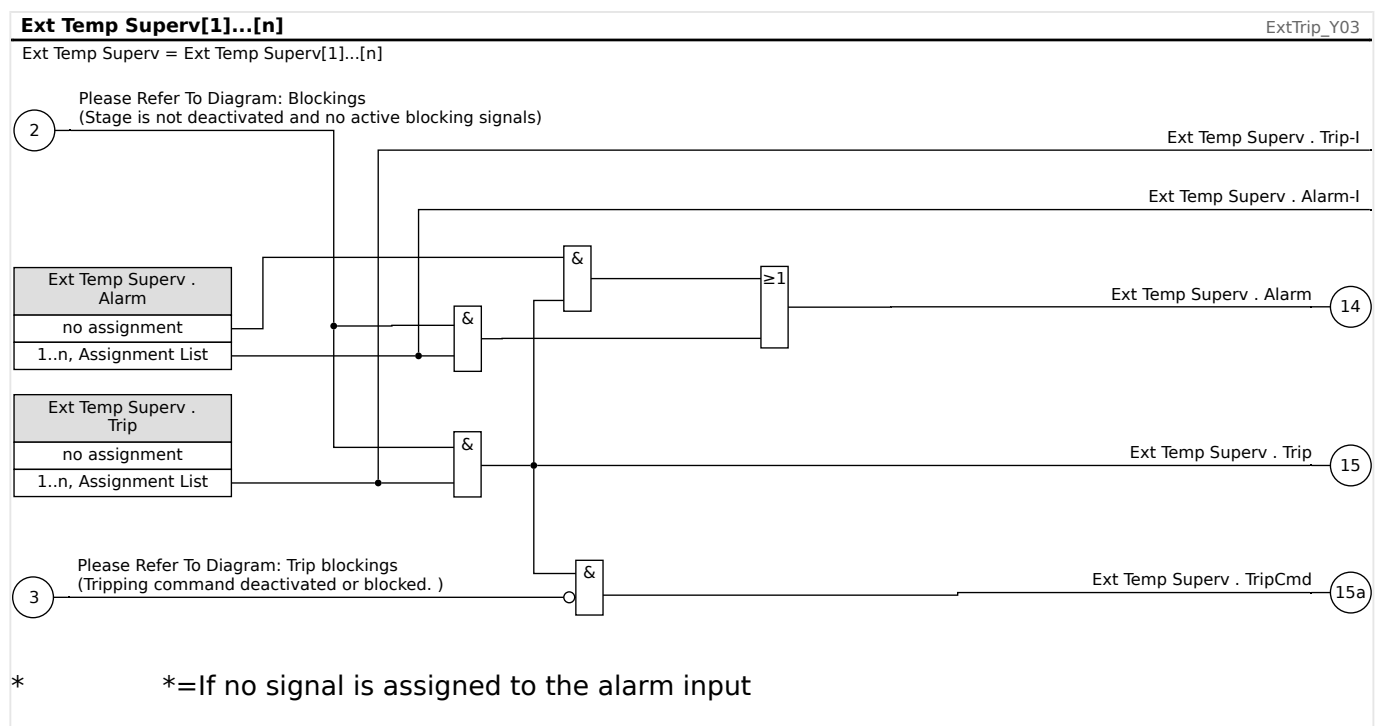 Ext Temp Superv[1]...[n]
ExtTrip_Y03
Ext Temp Superv = Ext Temp Superv[1]...[n]
Please Refer To Diagram: Blockings
(Stage is not deactivated and no active blocking signals)
2
Ext Temp Superv . Trip-I
Ext Temp Superv . Alarm-I
&
Ext Temp Superv .
Alarm
≥1
Ext Temp Superv . Alarm
14
no assignment
&
1..n, Assignment List
Ext Temp Superv .
Trip
no assignment
&
Ext Temp Superv . Trip
15
1..n, Assignment List
Please Refer To Diagram: Trip blockings
(Tripping command deactivated or blocked. )
3
&
Ext Temp Superv . TripCmd
15a
* *=If no signal is assigned to the alarm input